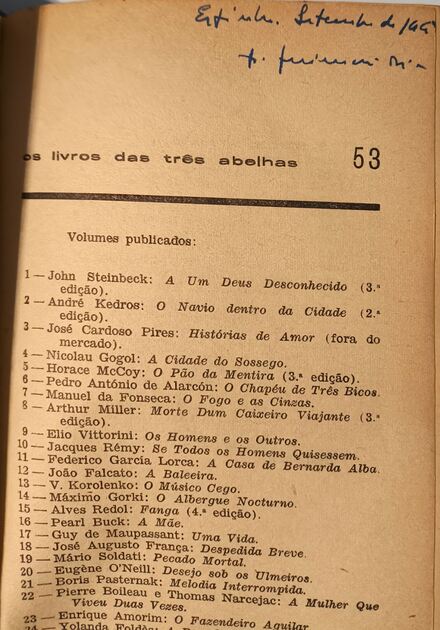 Setembro de
os livros das três abelhas 53
Volumes publicados:
1 — John Steinbeck: A Um Deus Desconhecido (3.ª
edição).
2 — André Kedros: O Navio dentro da Cidade (2.ª
edição).
3 — José Cardoso Pires: Histórias de Amor (fora do
mercado).
4 — Nicolau Gogol: A Cidade do Sossego.
5 — Horace McCoy: O Pão da Mentira (3.ª edição).
6 — Pedro António de Alarcón: O Chapéu de Três Bicos.
7 — Manuel da Fonseca: O Fogo e as Cinzas.
8 — Arthur Miller: Morte Dum Caixeiro Viajante (3.ª
edição).
9 — Elio Vittorini: Os Homens e os Outros.
10 — Jacques Rémy: Se Todos os Homens Quisessem.
11 — Federico García Lorca: A Casa de Bernarda Alba.
12 — João Falcato: A Baleeira.
13 — V. Korolenko: O Músico Cego.
14 — Máximo Gorki: O Albergue Nocturno.
15 — Alves Redol: Fanga (4.ª edição).
16 — Pearl Buck: A Mãe.
17 — Guy de Maupassant: Uma Vida.
18 — José Augusto França: Despedida Breve.
19 — Mário Soldati: Pecado Mortal.
20 — Eugène O'Neill: Desejo sob os Ulmeiros.
21 — Boris Pasternak: Melodia Interrompida.
22 — Pierre Boileau e Thomas Narcejac: A Mulher Que
Viveu Duas Vezes.
23 — Enrique Amorim: O Fazendeiro Aguilar.
24 — Yolanda Foldès: A